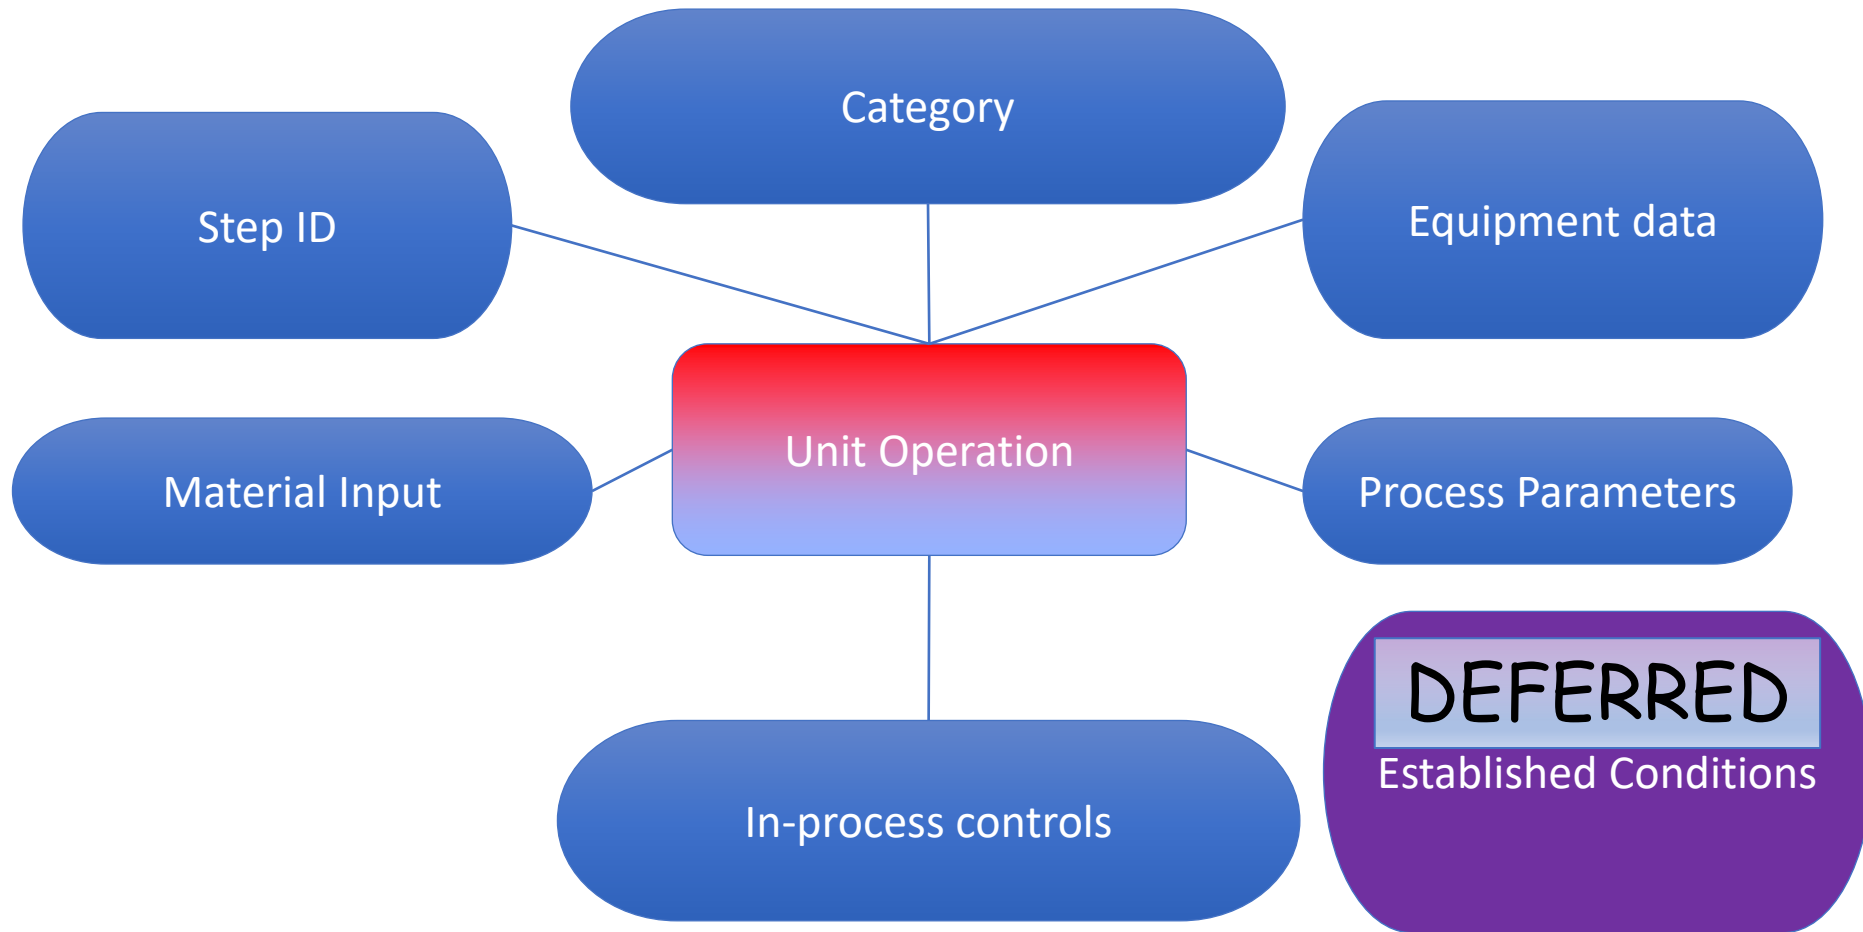 Category
Step ID
Equipment data
Unit Operation
Material Input
Process Parameters
DEFERRED
Established Conditions
In-process controls